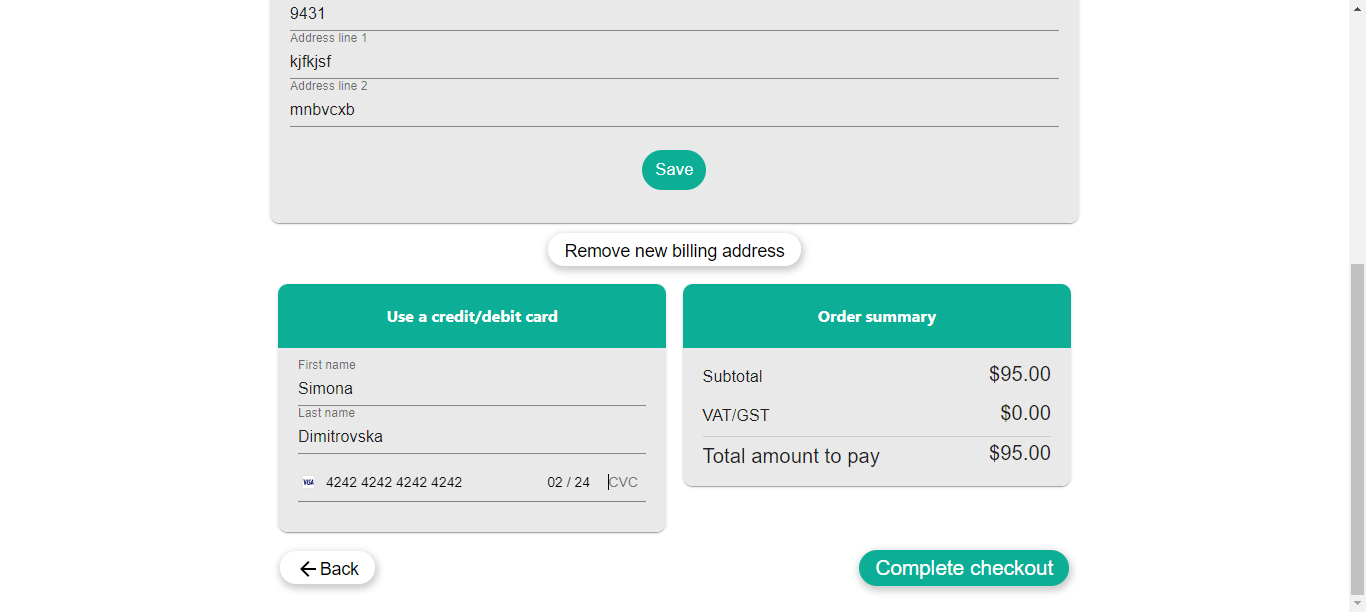 9431
Address line 1
kjfkjsf
Address line 2
mnbvcxb
Save
Remove new billing address
Use a credit/debit card
First name
Simona
Last name
Dimitrovska
VISA 4242 4242 4242 4242 02 / 24 CVC
Order summary
Subtotal $95.00
VAT/GST $0.00
Total amount to pay $95.00
Back
Complete checkout